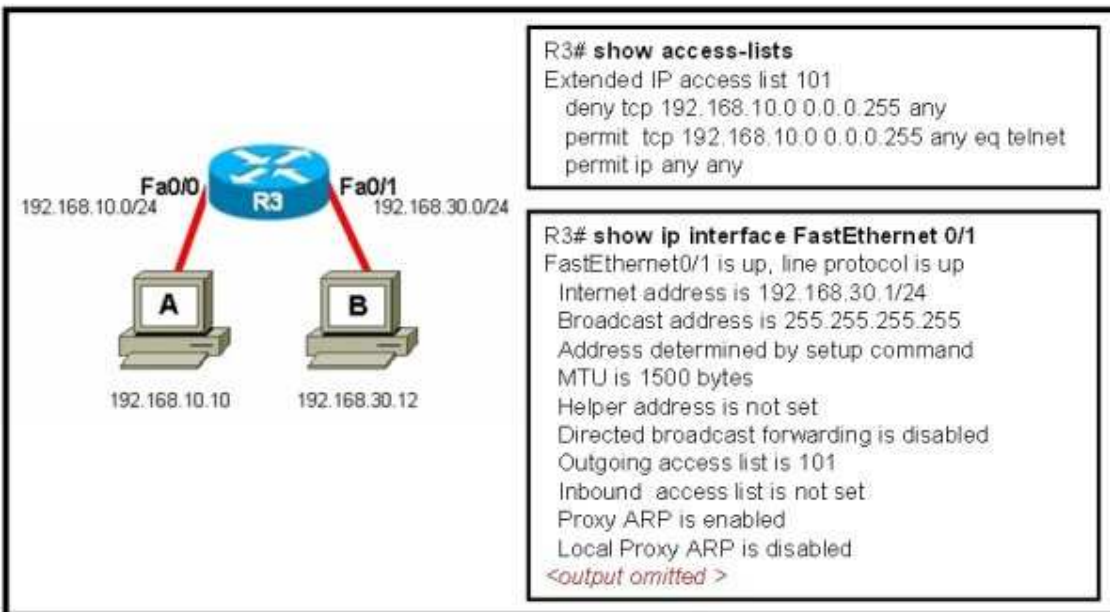 R3# show access-lists
Extended IP access list 101
deny tcp 192.168.10.0 0.0.0.255 any
permit tcp 192.168.10.0 0.0.0.255 any eq telnet
permit ip any any
Fa0/0
192.168.10.0/24
R3
Fa0/1
192.168.30.0/24
A
B
192.168.10.10
192.168.30.12
R3# show ip interface FastEthernet 0/1
FastEthernet0/1 is up, line protocol is up
Internet address is 192.168.30.1/24
Broadcast address is 255.255.255.255
Address determined by setup command
MTU is 1500 bytes
Helper address is not set
Directed broadcast forwarding is disabled
Outgoing access list is 101
Inbound access list is not set
Proxy ARP is enabled
Local Proxy ARP is disabled
<output omitted >